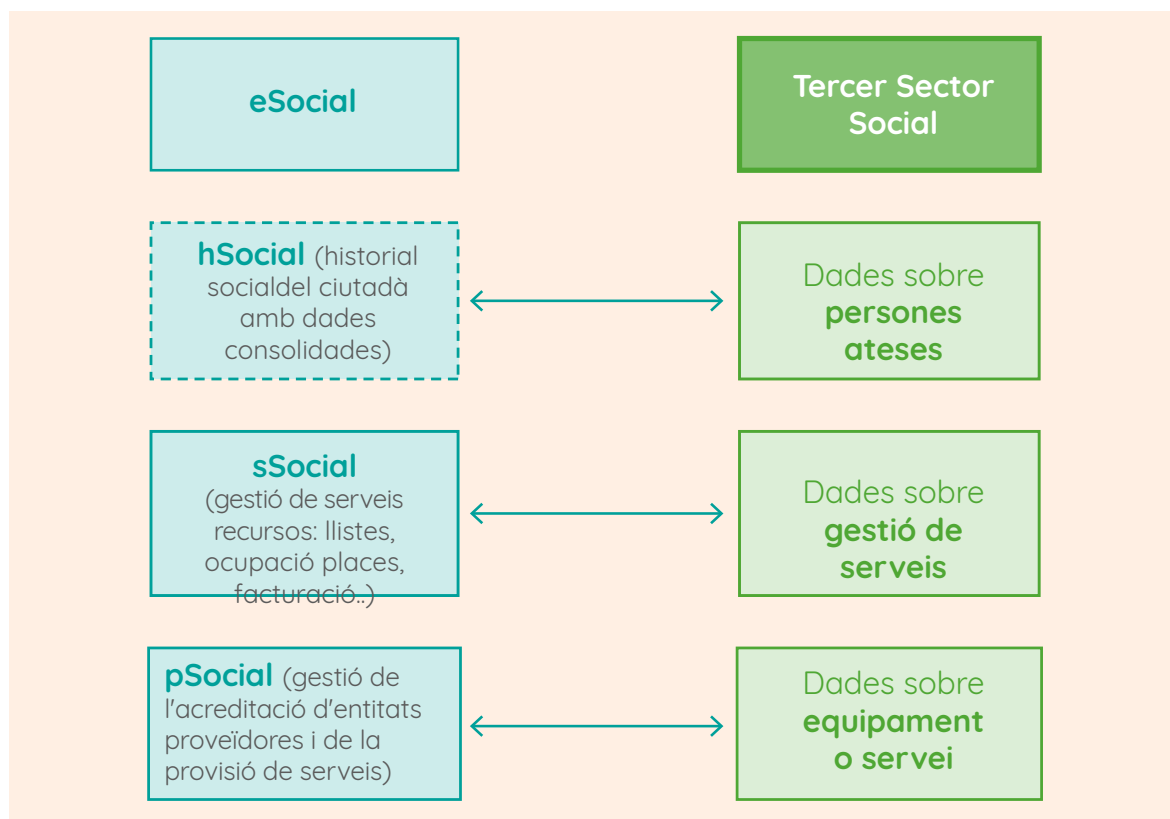 eSocial
Tercer Sector
Social
hSocial (historial
socialdel ciutadà
amb dades
consolidades)
Dades sobre
persones
ateses
sSocial
(gestió de serveis
recursos: llistes,
ocupació places,
facturació..)
Dades sobre
gestió de
serveis
pSocial (gestió de
l'acreditació d'entitats
proveïdores i de la
provisió de serveis)
Dades sobre
equipament
o servei